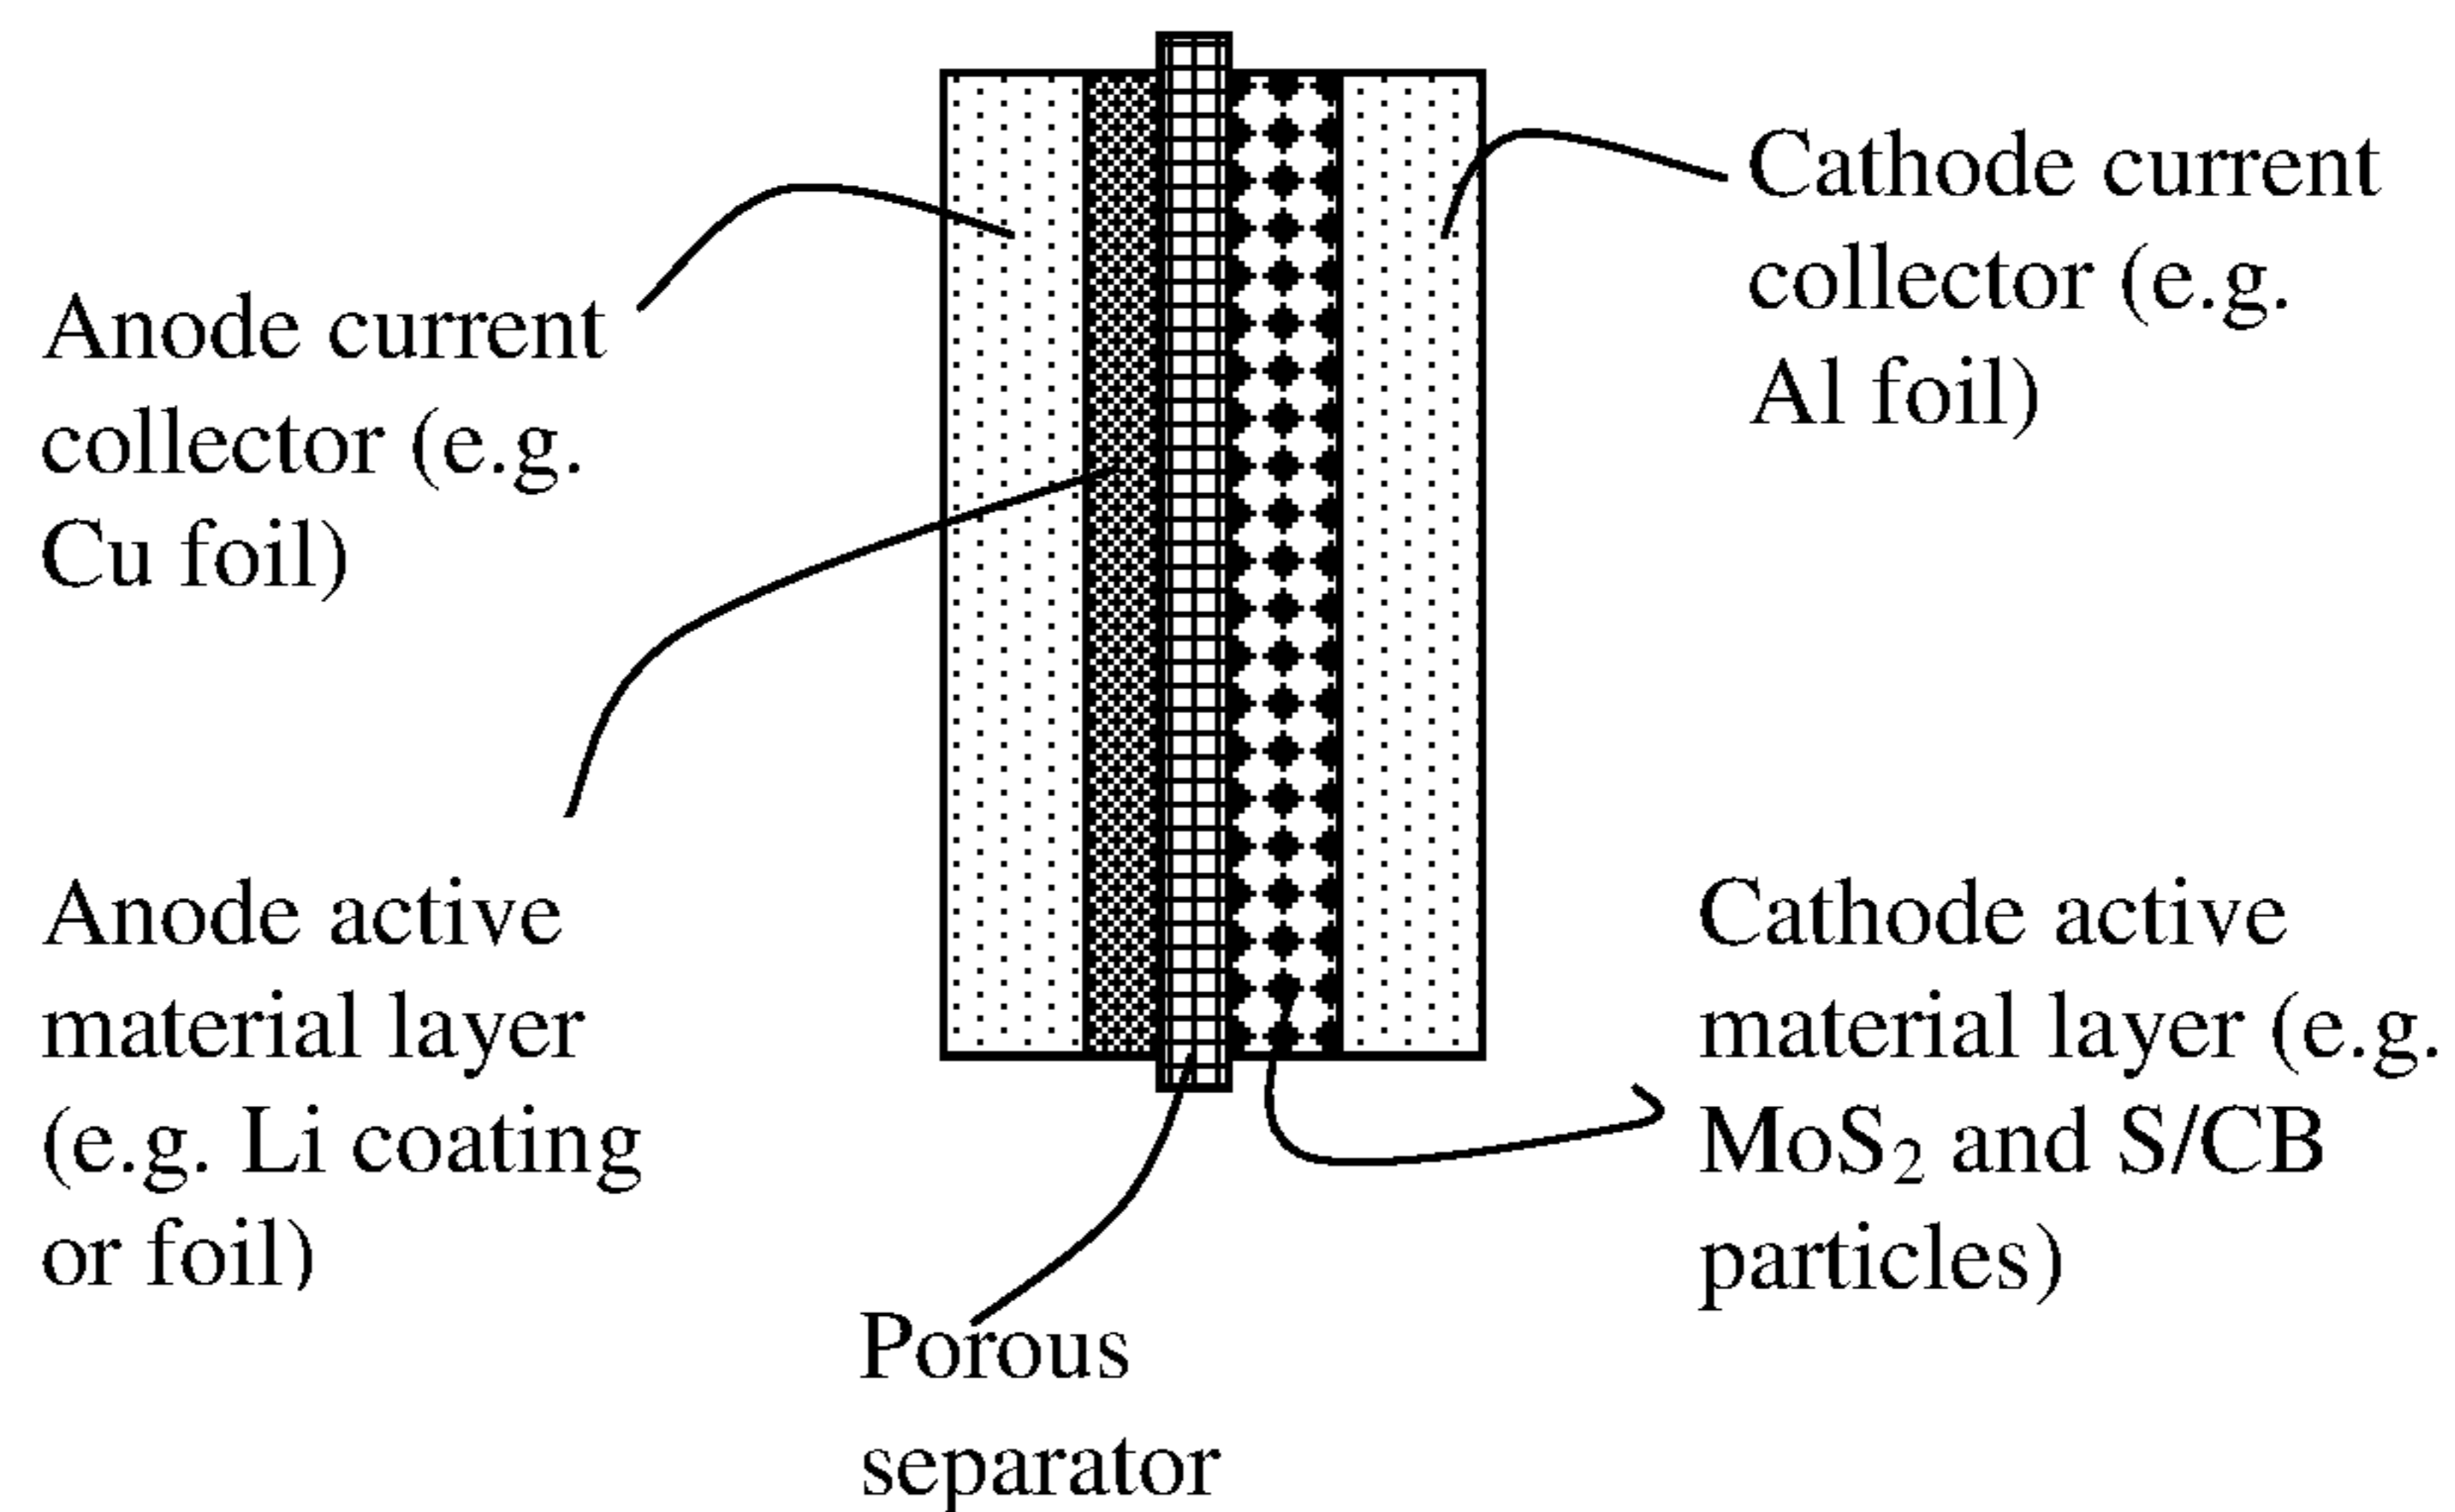 Anode current
collector (e.g.
Cu foil)
Anode active
material layer
(e.g. Li coating
or foil)
Porous
separator
Cathode current
collector (e.g.
Al foil)
Cathode active
material layer (e.g.
MoS₂ and S/CB
particles)